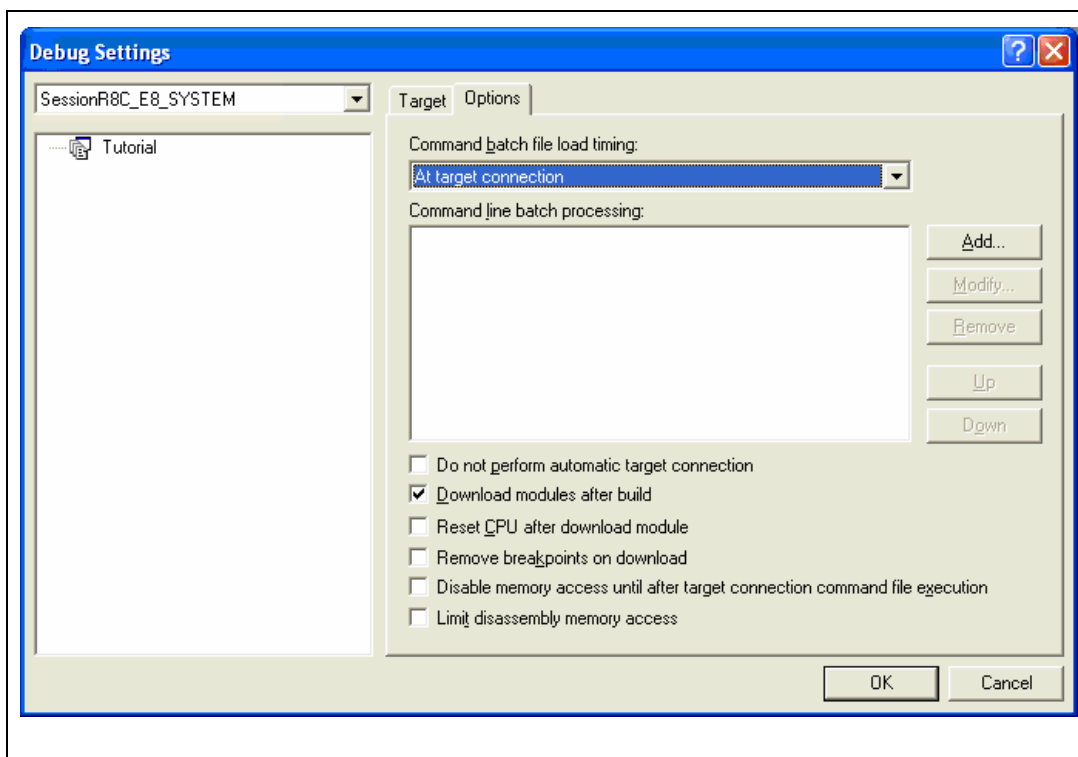 Debug Settings
SessionR8C_E8_SYSTEM
Tutorial
Target
Options
Command batch file load timing:
At target connection
Command line batch processing:
Add...
Modify...
Remove
Up
Down
Do not perform automatic target connection
Download modules after build
Reset CPU after download module
Remove breakpoints on download
Disable memory access until after target connection command file execution
Limit disassembly memory access
OK
Cancel